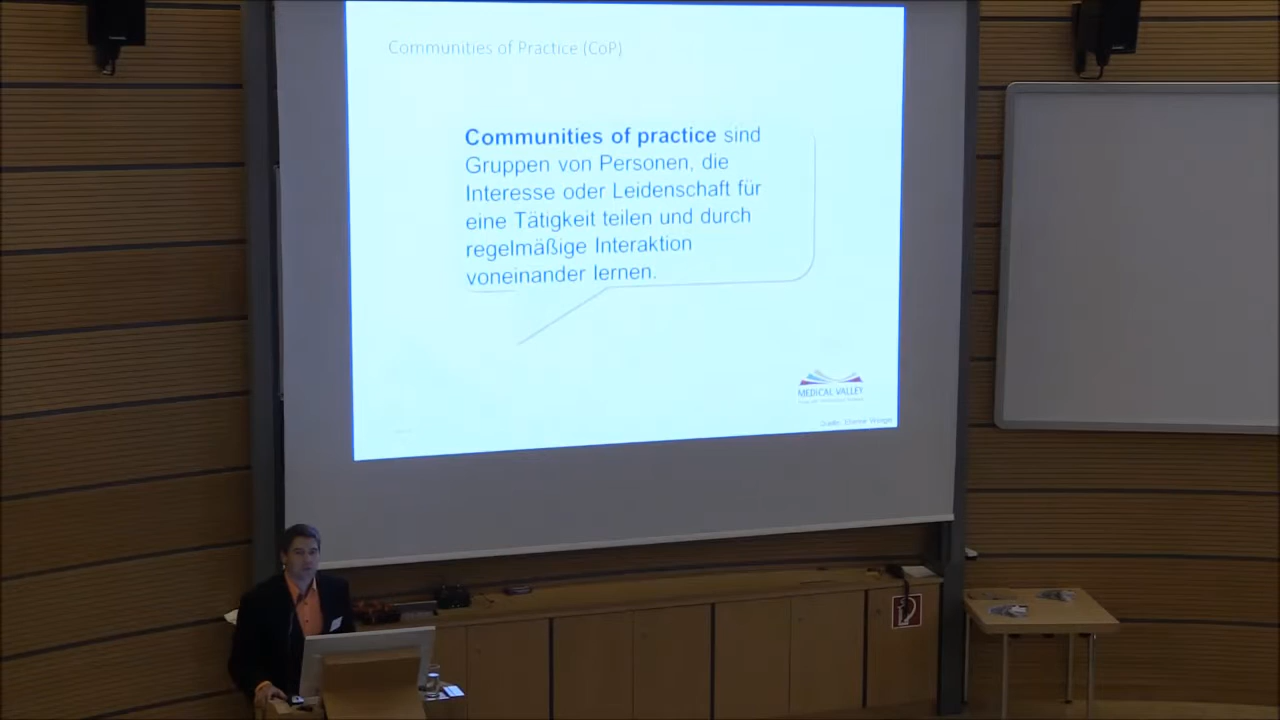 Communities of Practice (CoP)
Communities of practice sind
Gruppen von Personen, die
Interesse oder Leidenschaft für
eine Tätigkeit teilen und durch
regelmäßige Interaktion
voneinander lernen.
MEDICAL VALLEY